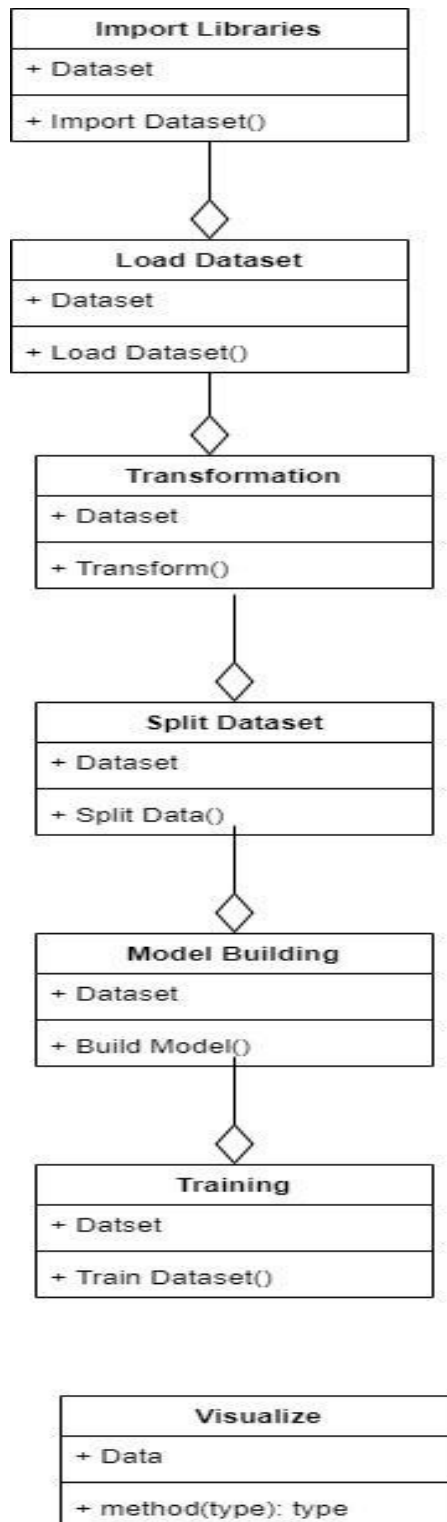 Import Libraries
+ Dataset
+ Import Dataset()
Load Dataset
+ Dataset
+ Load Dataset()
Transformation
+ Dataset
+ Transform()
Split Dataset
+ Dataset
+ Split Data()
Model Building
+ Dataset
+ Build Model()
Training
+ Datset
+ Train Dataset()
Visualize
+ Data
+ method(type): type